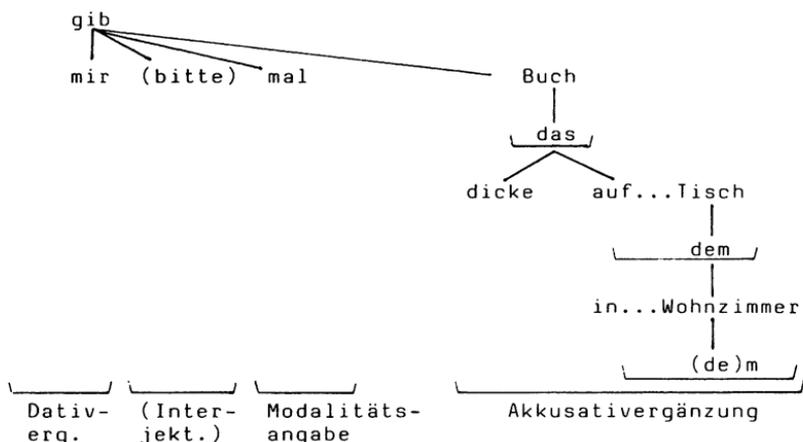 gib
mir (bitte) mal Buch
das
dicke auf...Tisch
dem
in...Wohnzimmer
(de)m
Dativ- (Inter- Modalitäts- Akkusativergänzung
erg. jekt.) angabe